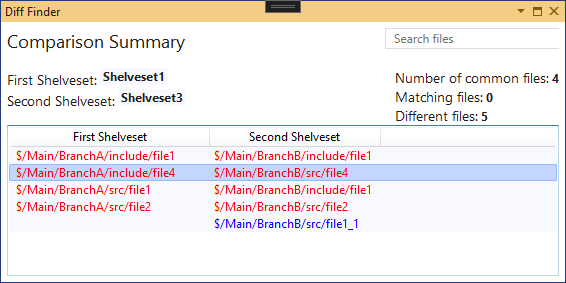 Diff Finder
Comparison Summary
Search files
First Shelveset: Shelveset1
Second Shelveset: Shelveset3
Number of common files: 4
Matching files: 0
Different files: 5
First Shelveset Second Shelveset
$/Main/BranchA/include/file1 $/Main/BranchB/include/file1
$/Main/BranchA/include/file4 $/Main/BranchB/src/file4
$/Main/BranchA/src/file1 $/Main/BranchB/include/file1
$/Main/BranchA/src/file2 $/Main/BranchB/src/file2
$/Main/BranchB/src/file1_1